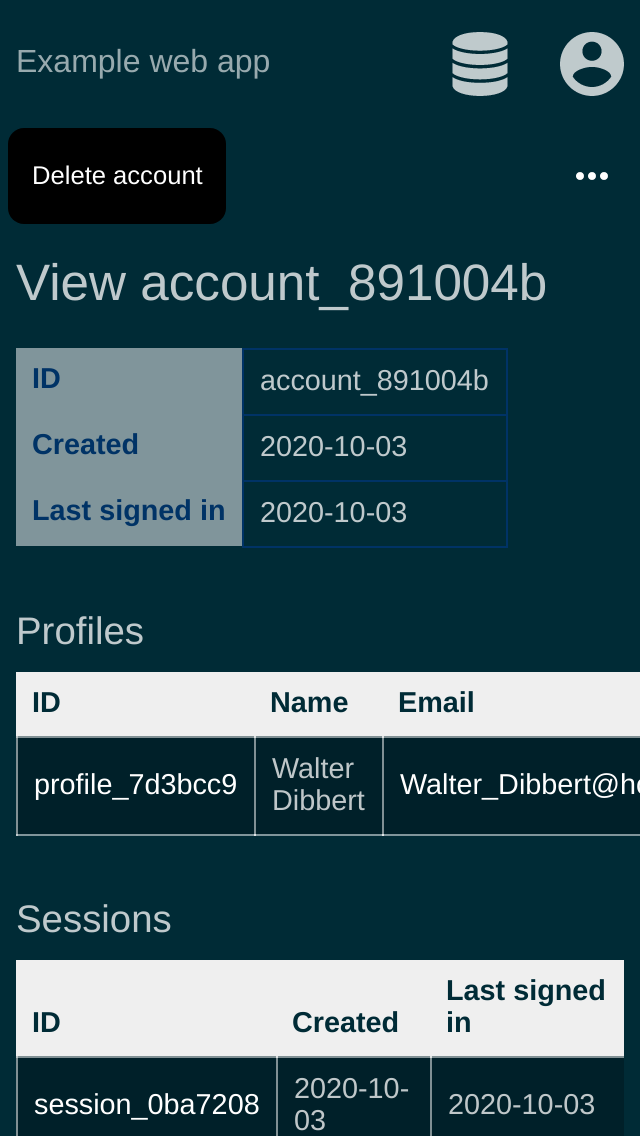 Example web app
Delete account
View account_891004b
ID account_891004b
Created 2020-10-03
Last signed in 2020-10-03
Profiles
ID Name Email
profile_7d3bcc9 Walter Dibbert Walter_Dibbert@h
Sessions
ID Created Last signed in
session_0ba7208 2020-10-03 2020-10-03